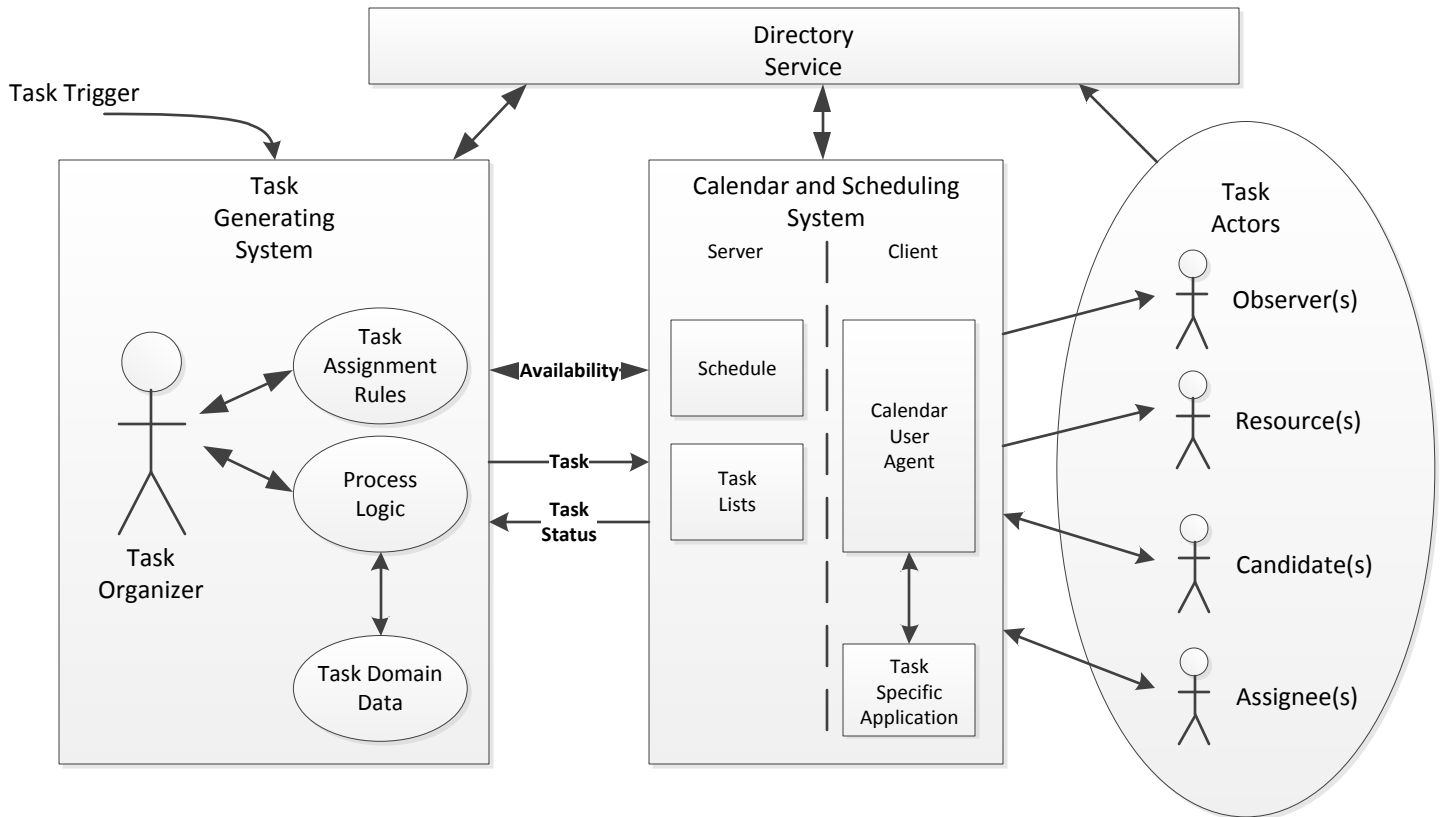 Directory
Service
Task Trigger
Task
Generating
System
Task
Assignment
Rules
Process
Logic
Task
Organizer
Task Domain
Data
Availability
Task
Task
Status
Calendar and Scheduling
System
Server
Client
Schedule
Task
Lists
Calendar
User
Agent
Task
Specific
Application
Task
Actors
Observer(s)
Resource(s)
Candidate(s)
Assignee(s)